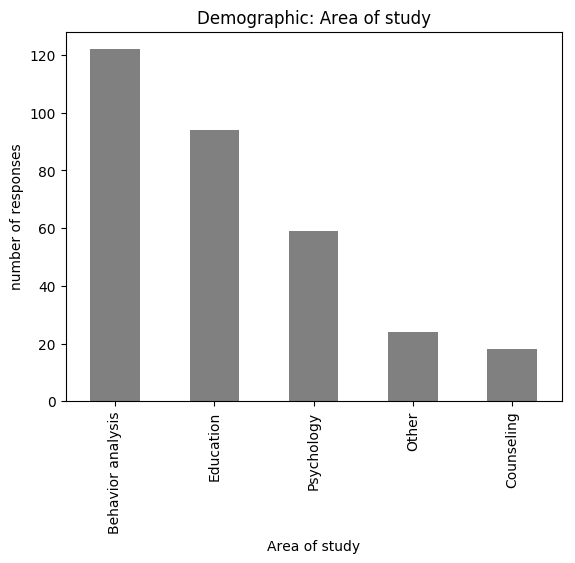 Demographic: Area of study
number of responses
120
100
80
60
40
20
0
Behavior analysis
Education
Psychology
Other
Counseling
Area of study